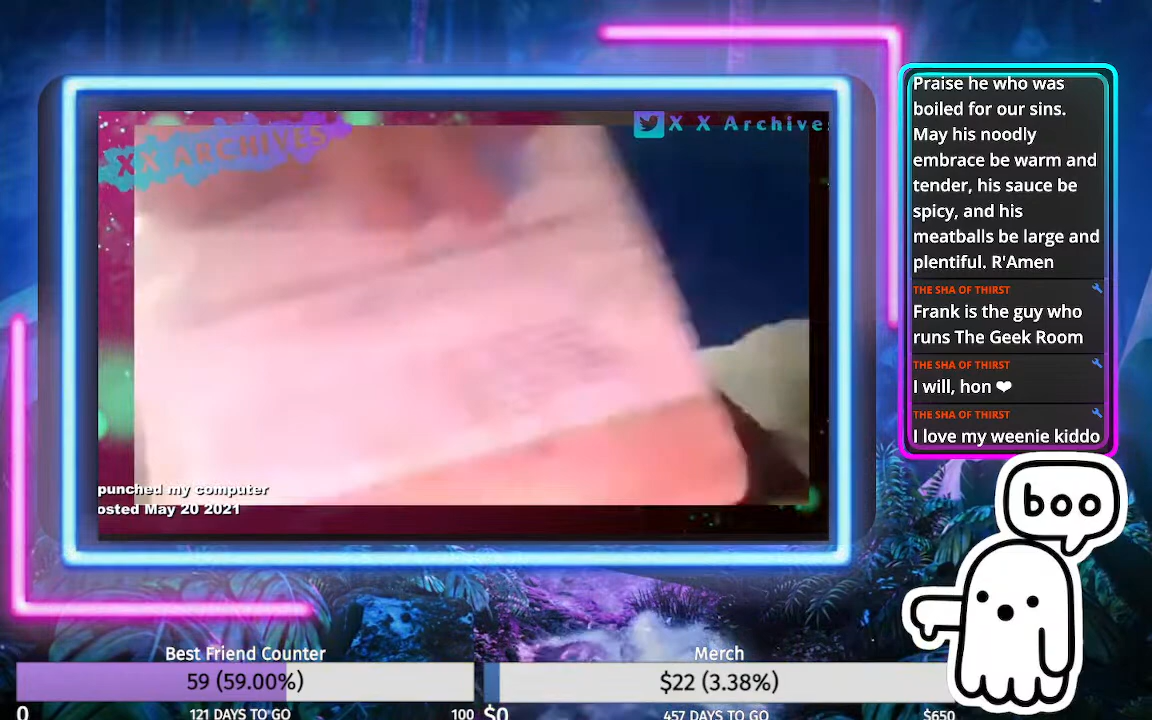 XX ARCHIVES
X X Archive
punched my computer
osted May 20 2021
Praise he who was
boiled for our sins.
May his noodly
embrace be warm and
tender, his sauce be
spicy, and his
meatballs be large and
plentiful. R'Amen
THE SHA OF THIRST
Frank is the guy who
runs The Geek Room
THE SHA OF THIRST
I will, hon ❤
THE SHA OF THIRST
I love my weenie kiddo
boo
Best Friend Counter
59 (59.00%)
0 121 DAYS TO GO 100
Merch
$22 (3.38%)
$0 457 DAYS TO GO $650